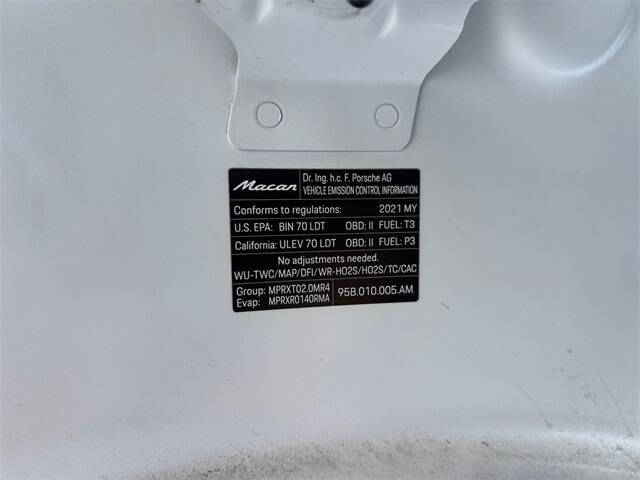 Macan Dr. Ing. h.c. F. Porsche AG
VEHICLE EMISSION CONTROL INFORMATION
Conforms to regulations: 2021 MY
U.S. EPA: BIN 70 LDT OBD: II FUEL: T3
California: ULEV 70 LDT OBD: II FUEL: P3
No adjustments needed.
WU-TWC/MAP/DFI/WR-HO2S/HO2S/TC/CAC
Group: MPRXT02.0MR4
Evap: MPRXR0140RMA
95B.010.005.AM